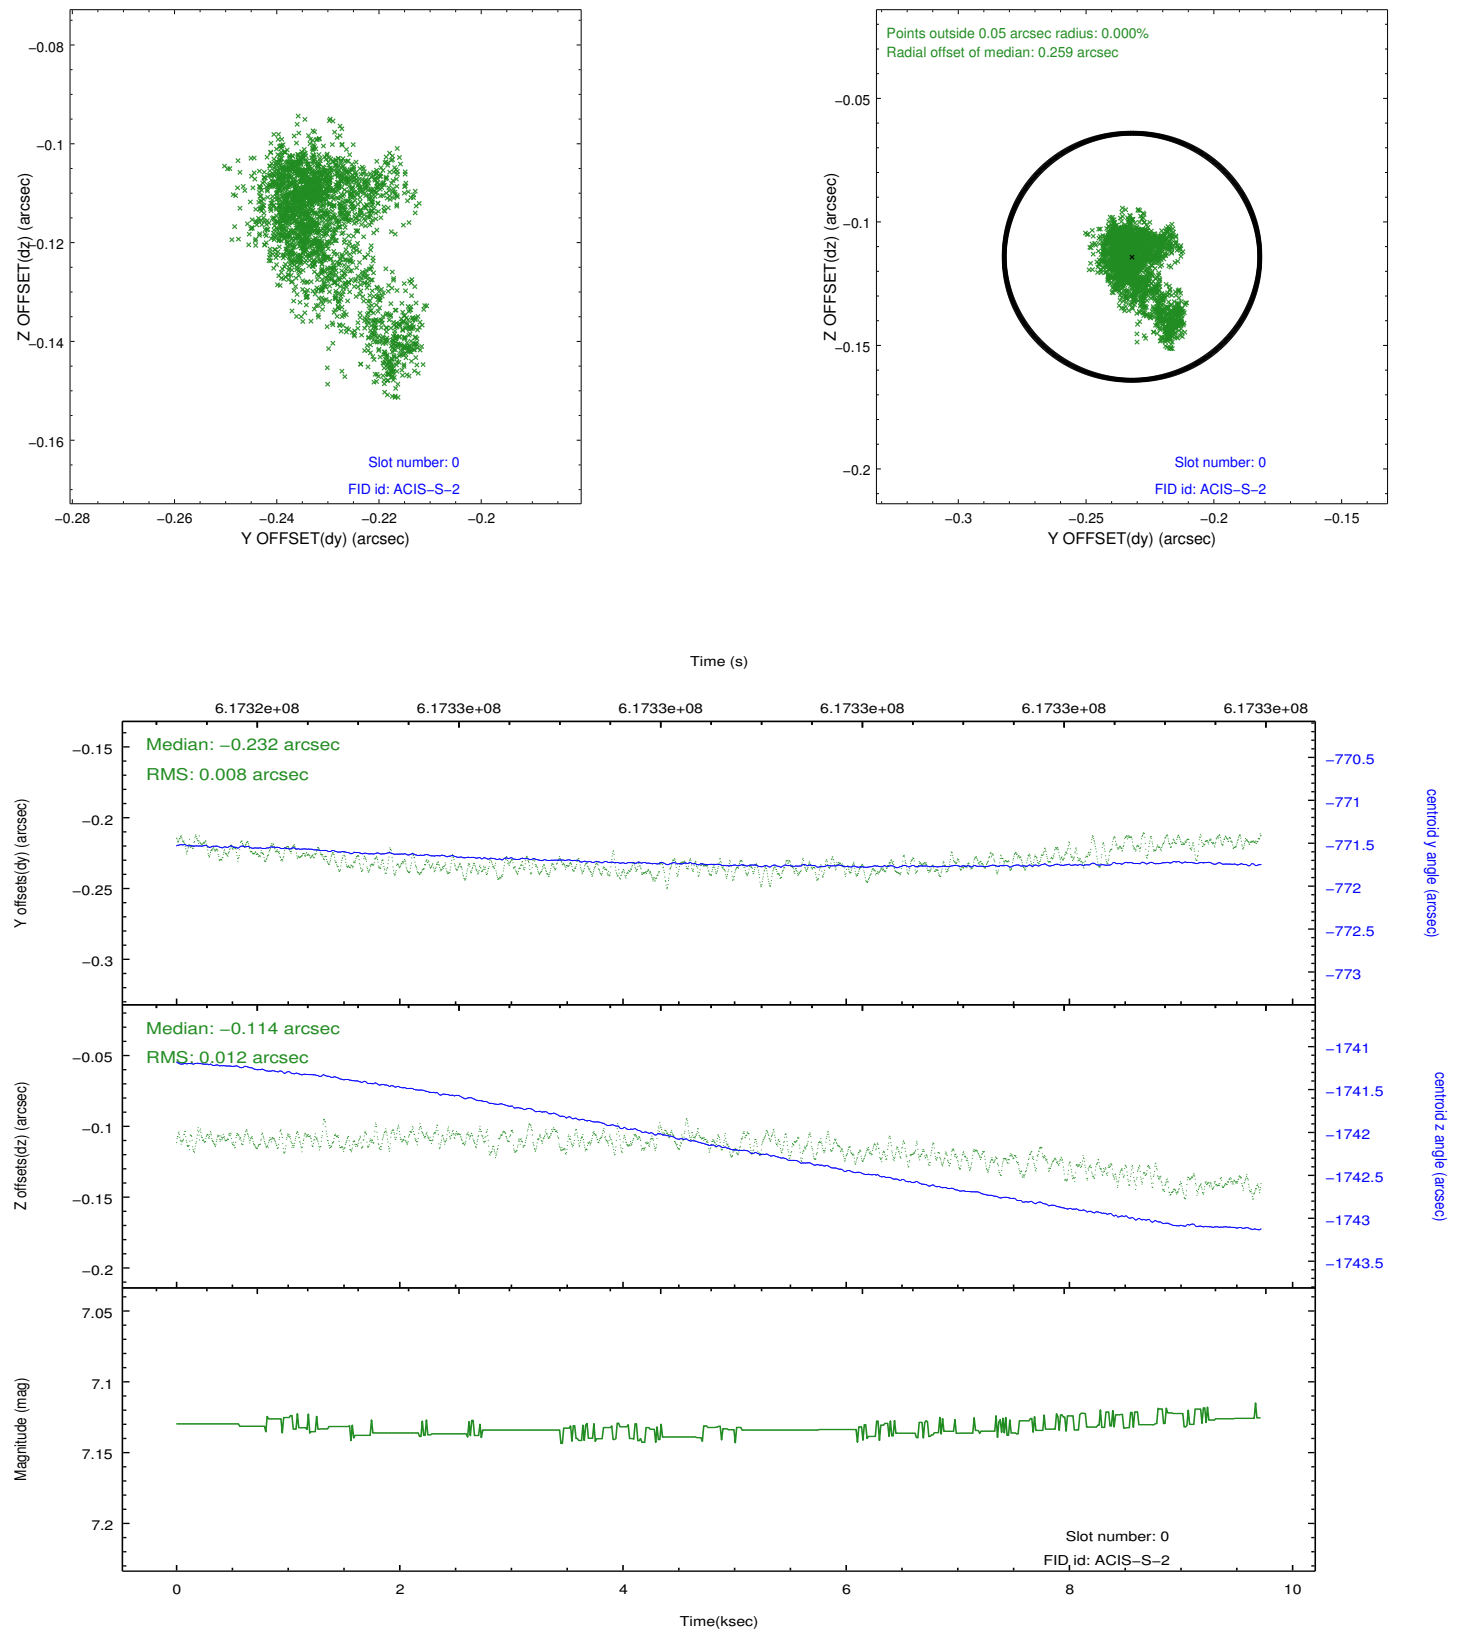 −0.08
−0.1
−0.12
−0.14
−0.16
Z OFFSET(dz) (arcsec)
Slot number: 0
FID id: ACIS−S−2
−0.28
−0.26
−0.24
−0.22
−0.2
Y OFFSET(dy) (arcsec)
Points outside 0.05 arcsec radius: 0.000%
Radial offset of median: 0.259 arcsec
−0.05
−0.1
−0.15
−0.2
Z OFFSET(dz) (arcsec)
Slot number: 0
FID id: ACIS−S−2
−0.3
−0.25
−0.2
−0.15
Y OFFSET(dy) (arcsec)
Time (s)
6.1732e+08
6.1733e+08
6.1733e+08
6.1733e+08
6.1733e+08
6.1733e+08
Median: −0.232 arcsec
RMS: 0.008 arcsec
−0.15
−0.2
−0.25
−0.3
Y offsets(dy) (arcsec)
−770.5
−771
−771.5
−772
−772.5
−773
centroid y angle (arcsec)
Median: −0.114 arcsec
RMS: 0.012 arcsec
−0.05
−0.1
−0.15
−0.2
Z offsets(dz) (arcsec)
−1741
−1741.5
−1742
−1742.5
−1743
−1743.5
centroid z angle (arcsec)
7.05
7.1
7.15
7.2
Magnitude (mag)
Slot number: 0
FID id: ACIS−S−2
0
2
4
6
8
10
Time(ksec)